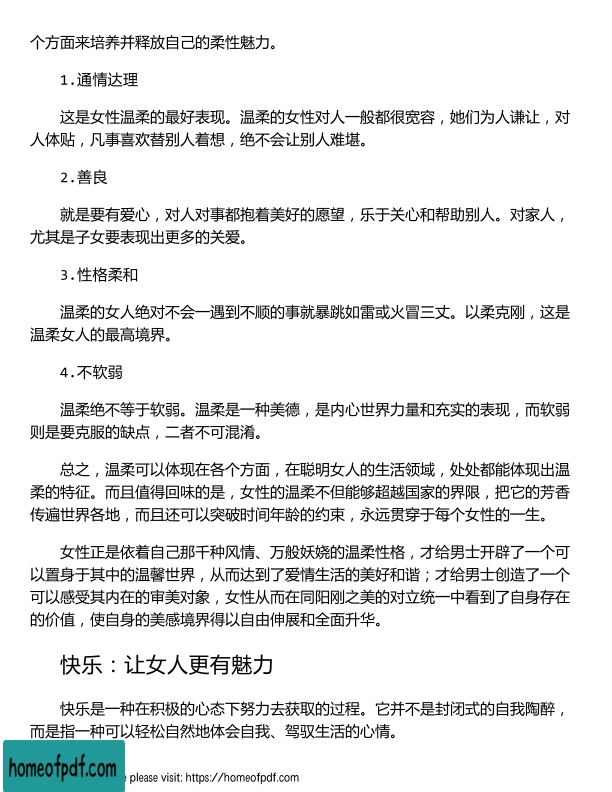 个方面来培养并释放自己的柔性魅力。
1.通情达理
这是女性温柔的最好表现。温柔的女性对人一般都很宽容，她们为人谦让，对
人体贴，凡事喜欢替别人着想，绝不会让别人难堪。
2.善良
就是要有爱心，对人对事都抱着美好的愿望，乐于关心和帮助别人。对家人，
尤其是子女要表现出更多的关爱。
3.性格柔和
温柔的女人绝对不会一遇到不顺的事就暴跳如雷或火冒三丈。以柔克刚，这是
温柔女人的最高境界。
4.不软弱
温柔绝不等于软弱。温柔是一种美德，是内心世界力量和充实的表现，而软弱
则是要克服的缺点，二者不可混淆。
总之，温柔可以体现在各个方面，在聪明女人的生活领域，处处都能体现出温
柔的特征。而且值得回味的是，女性的温柔不但能够超越国家的界限，把它的芳香
传遍世界各地，而且还可以突破时间年龄的约束，永远贯穿于每个女性的一生。
女性正是依着自己那千种风情、万般妖娆的温柔性格，才给男士开辟了一个可
以置身于其中的温馨世界，从而达到了爱情生活的美好和谐；才给男士创造了一个
可以感受其内在的审美对象，女性从而在同阳刚之美的对立统一中看到了自身存在
的价值，使自身的美感境界得以自由伸展和全面升华。
快乐：让女人更有魅力
快乐是一种在积极的心态下努力去获取的过程。它并不是封闭式的自我陶醉，
而是指一种可以轻松自然地体会自我、驾驭生活的心情。
homeofpdf.com
please visit: https://homeofpdf.com